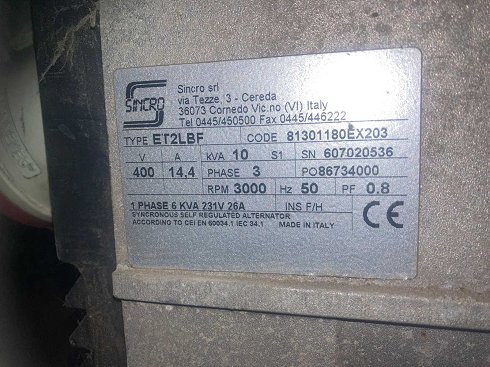 SINCRO
Sincro srl
via Tezze, 3 - Cereda
36073 Cornedo Vic.no (VI) Italy
Tel 0445/450500 Fax 0445/446222
TYPE ET2LBF CODE 81301180EX203
V A KVA 10 S1 SN 607020536
400 14.4 PHASE 3 PO86734000
RPM 3000 Hz 50 PF 0.8
1 PHASE 6 KVA 231V 26A INS F/H
SYNCRONOUS SELF REGULATED ALTERNATOR
ACCORDING TO CEI EN 60034.1 IEC 34.1 MADE IN ITALY
CE